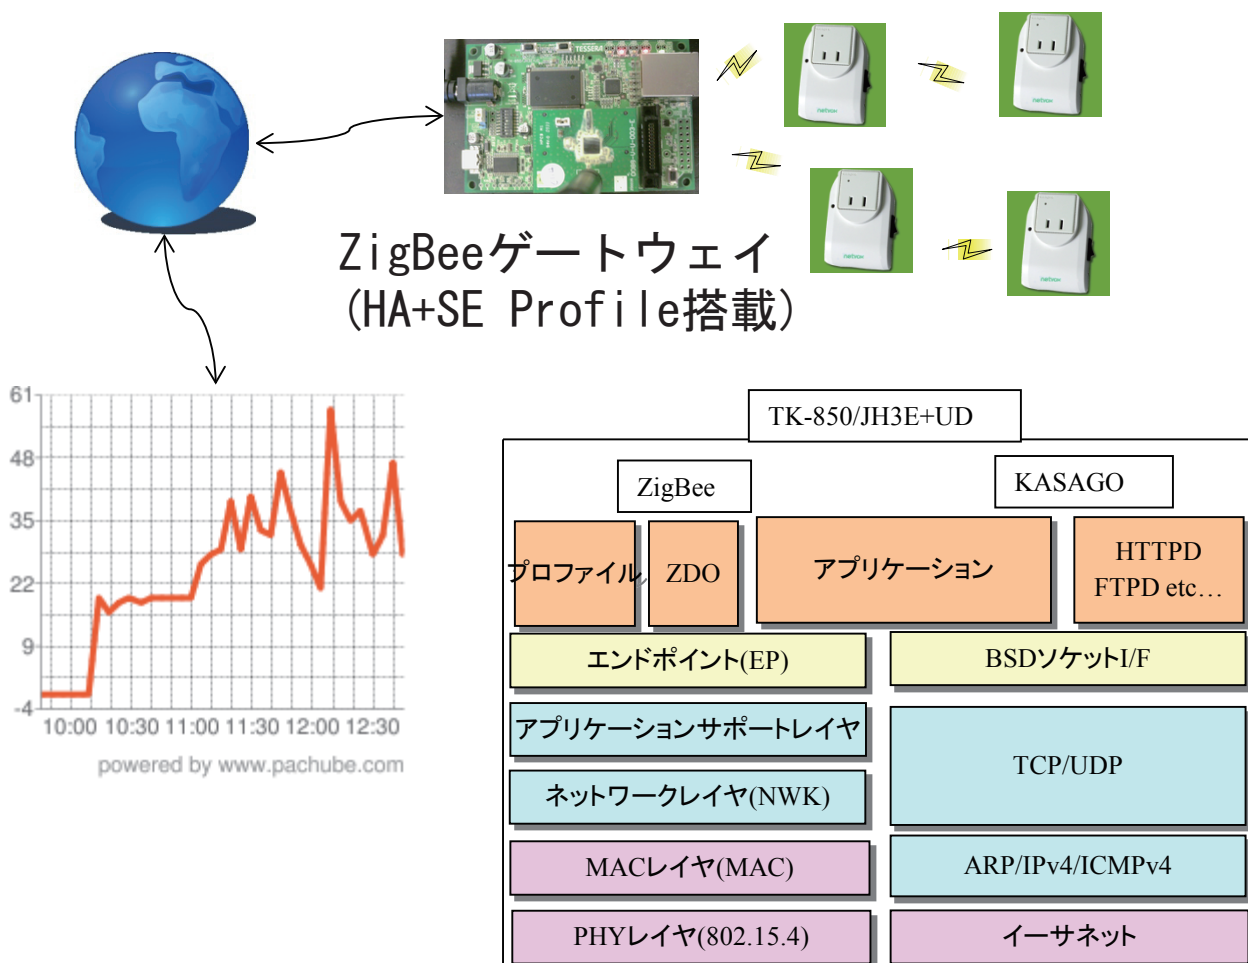 TESSERA
ZigBeeゲートウェイ
(HA+SE Profile搭載)
61
48
35
22
9
-4
10:00 10:30 11:00 11:30 12:00 12:30
powered by www.pachube.com
TK-850/JH3E+UD
ZigBee
KASAGO
プロファイル
ZDO
アプリケーション
HTTPD
FTPD etc…
エンドポイント(EP)
BSDソケットI/F
アプリケーションサポートレイヤ
TCP/UDP
ネットワークレイヤ(NWK)
MACレイヤ(MAC)
ARP/IPv4/ICMPv4
PHYレイヤ(802.15.4)
イーサネット